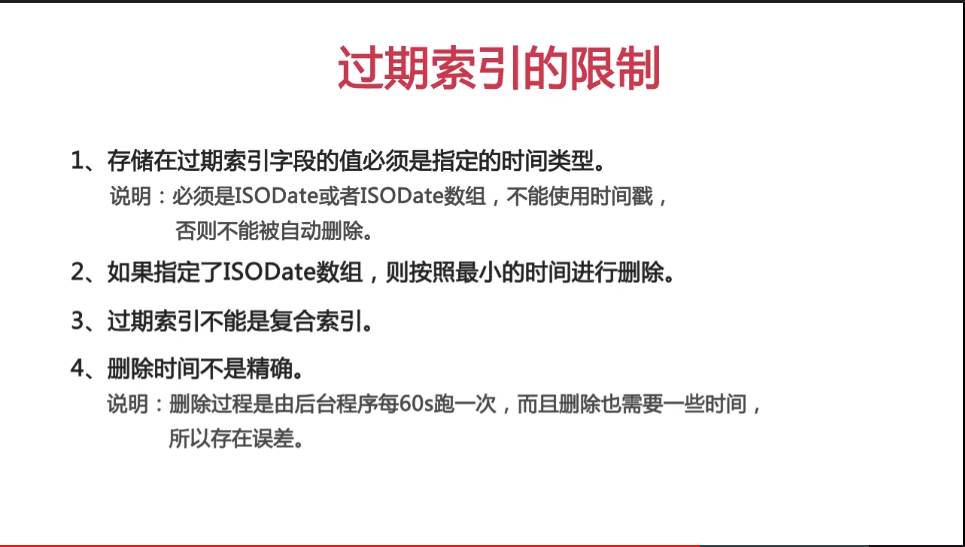 过期索引的限制
1、存储在过期索引字段的值必须是指定的时间类型。
说明：必须是ISODate或者ISODate数组，不能使用时间戳，
否则不能被自动删除。
2、如果指定了ISODate数组，则按照最小的时间进行删除。
3、过期索引不能是复合索引。
4、删除时间不是精确。
说明：删除过程是由后台程序每60s跑一次，而且删除也需要一些时间，
所以存在误差。